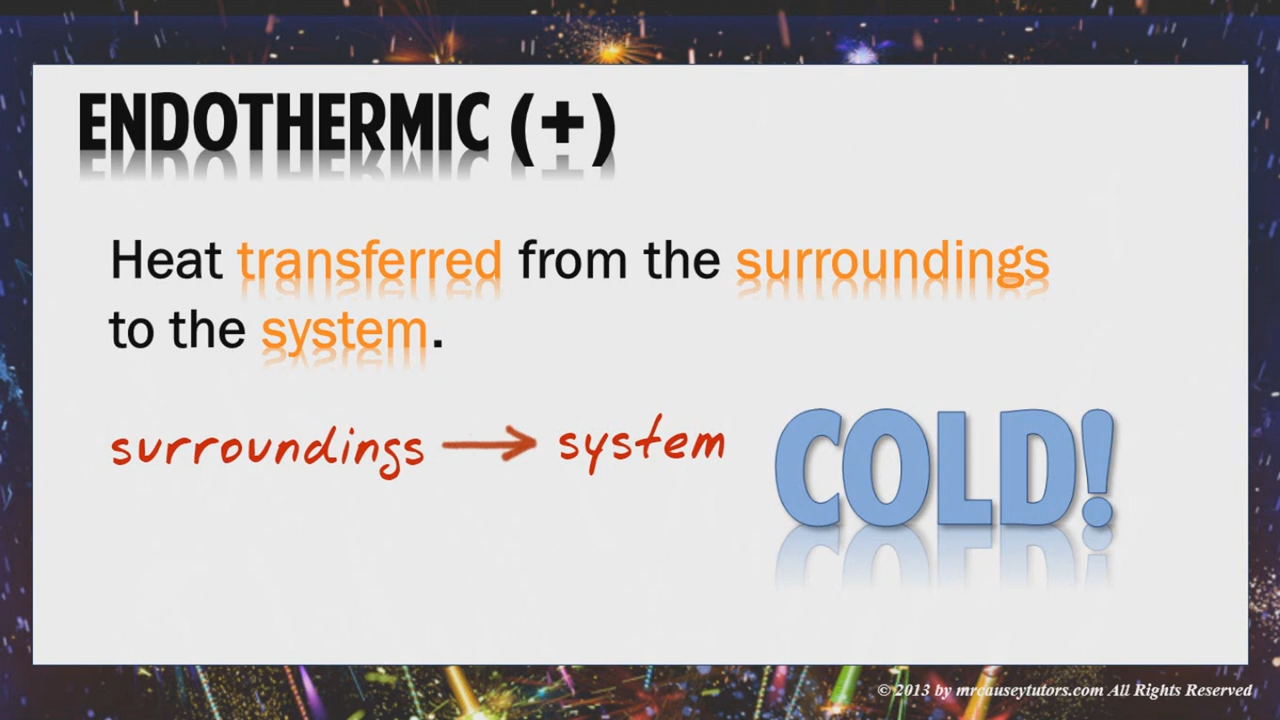 ENDOTHERMIC (+)
Heat transferred from the surroundings
to the system.
surroundings → system
COLD!
© 2013 by mrcauseytutors.com All Rights Reserved